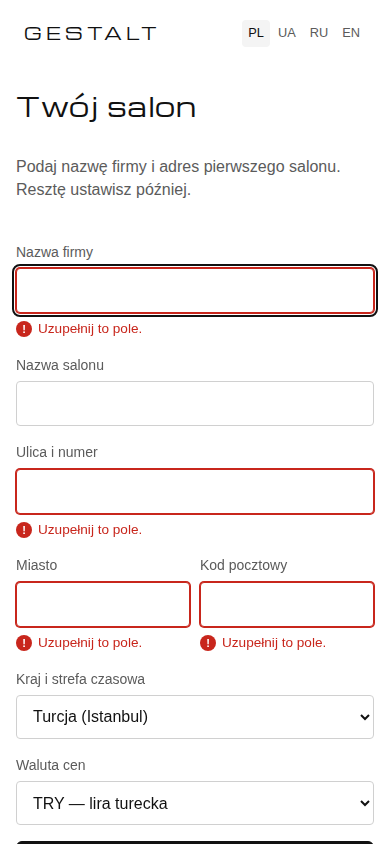 GESTALT
PL UA RU EN
Twój salon
Podaj nazwę firmy i adres pierwszego salonu.
Resztę ustawisz później.
Nazwa firmy
! Uzupełnij to pole.
Nazwa salonu
Ulica i numer
! Uzupełnij to pole.
Miasto Kod pocztowy
! Uzupełnij to pole. ! Uzupełnij to pole.
Kraj i strefa czasowa
Turcja (Istanbul)
Waluta cen
TRY — lira turecka